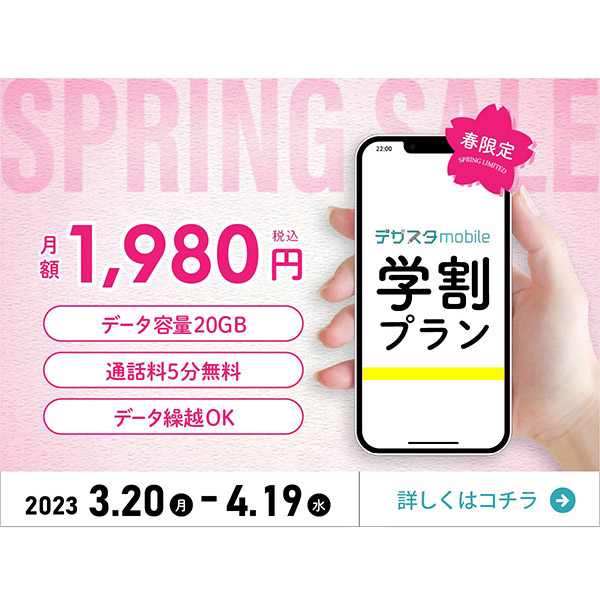 SPRING SALE
春限定
SPRING LIMITED
22:00
デザスタmobile
学割
プラン
月額1,980円税込
データ容量20GB
通話料5分無料
データ繰越OK
2023 3.20月-4.19水
詳しくはコチラ